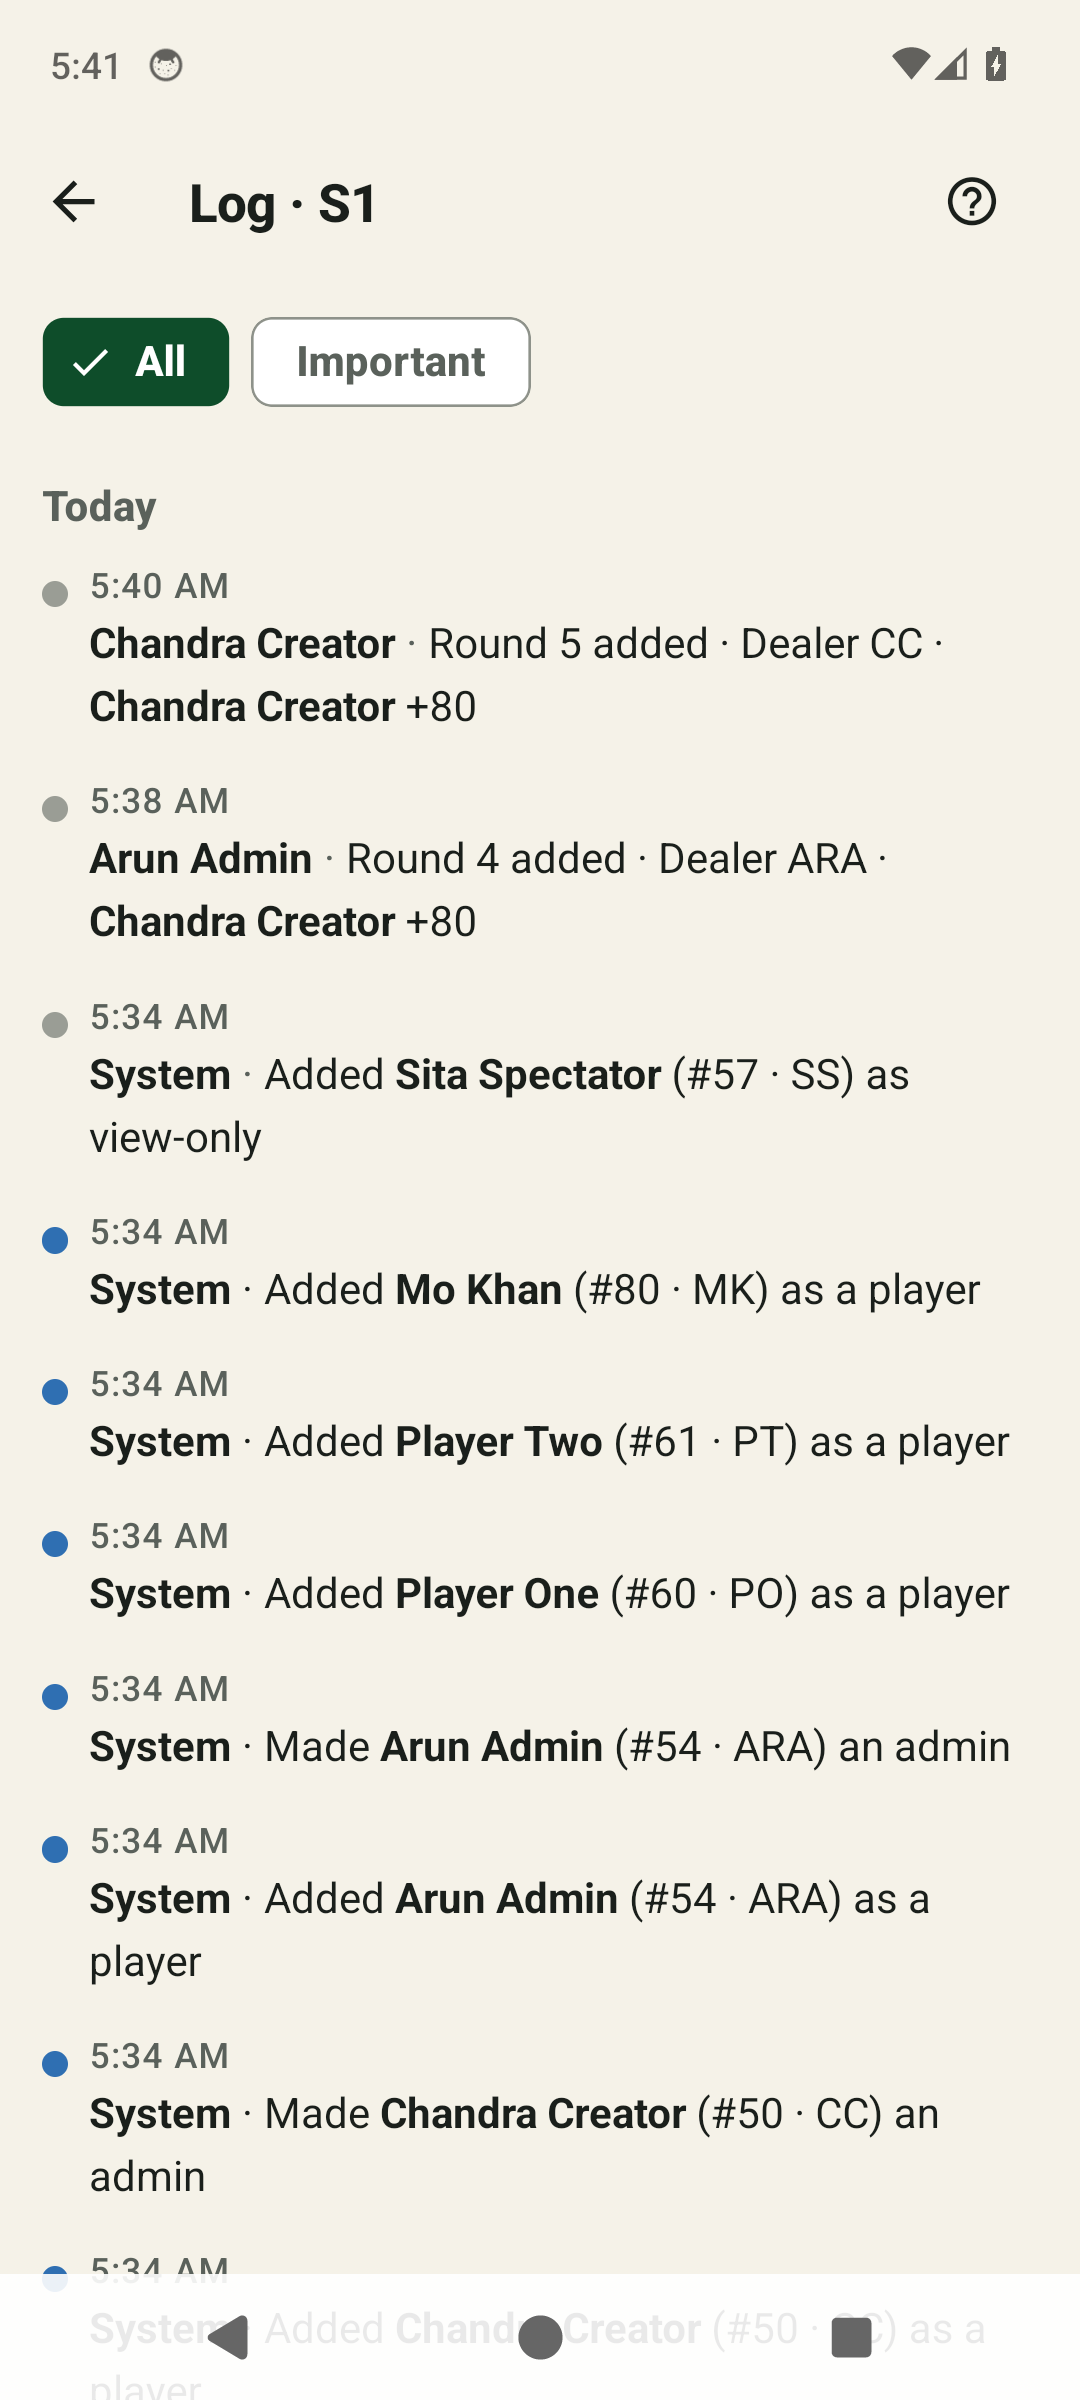 5:41
Log · S1
All
Important
Today
5:40 AM
Chandra Creator · Round 5 added · Dealer CC ·
Chandra Creator +80
5:38 AM
Arun Admin · Round 4 added · Dealer ARA ·
Chandra Creator +80
5:34 AM
System · Added Sita Spectator (#57 · SS) as
view-only
5:34 AM
System · Added Mo Khan (#80 · MK) as a player
5:34 AM
System · Added Player Two (#61 · PT) as a player
5:34 AM
System · Added Player One (#60 · PO) as a player
5:34 AM
System · Made Arun Admin (#54 · ARA) an admin
5:34 AM
System · Added Arun Admin (#54 · ARA) as a
player
5:34 AM
System · Made Chandra Creator (#50 · CC) an
admin
5:34 AM
System · Added Chandra Creator (#50 · CC) as a
player